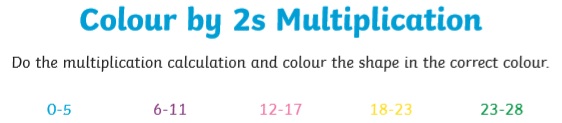 Colour by 2s Multiplication
Do the multiplication calculation and colour the shape in the correct colour.
0-5 6-11 12-17 18-23 23-28